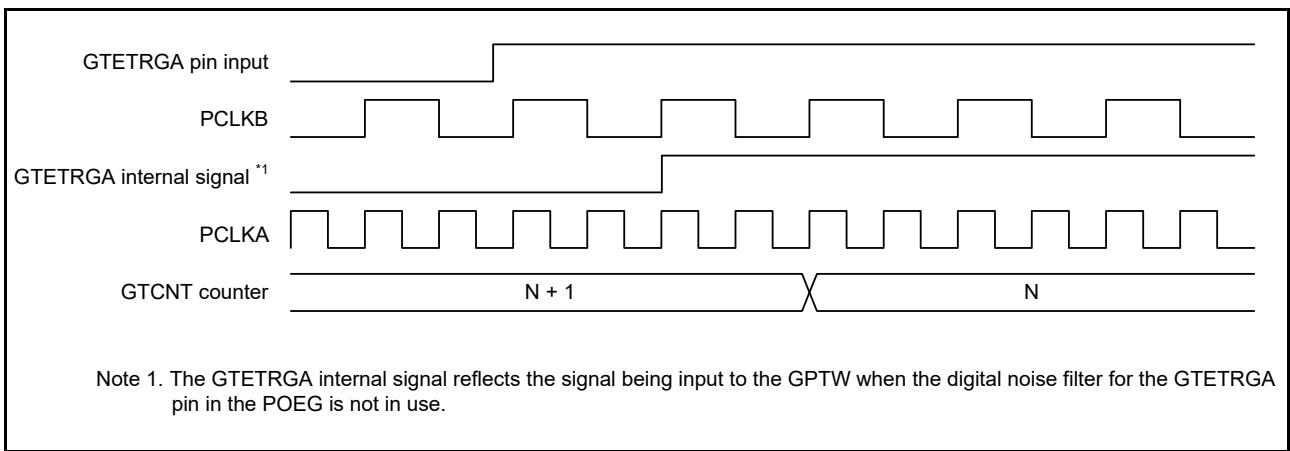 GTETRGA pin input
PCLKB
GTETRGA internal signal *1
PCLKA
GTCNT counter
N + 1
N
Note 1. The GTETRGA internal signal reflects the signal being input to the GPTW when the digital noise filter for the GTETRGA
pin in the POEG is not in use.